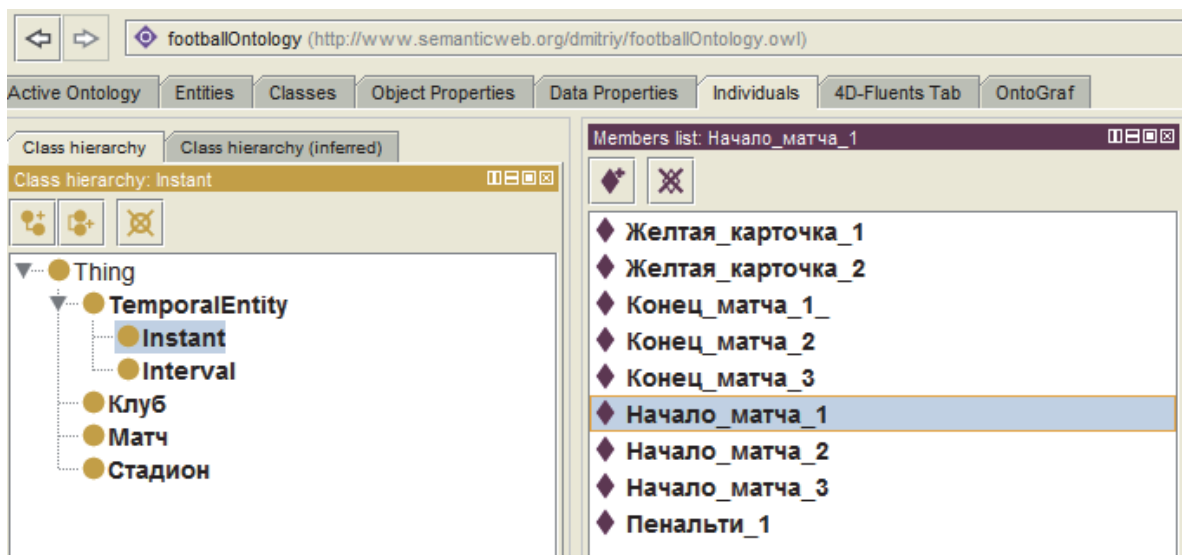 footballOntology (http://www.semanticweb.org/dmitriy/footballOntology.owl)
Active Ontology Entities Classes Object Properties Data Properties Individuals 4D-Fluents Tab OntoGraf
Class hierarchy Class hierarchy (inferred)
Class hierarchy: Instant
Thing
TemporalEntity
Instant
Interval
Клуб
Матч
Стадион
Members list: Начало_матча_1
Желтая_карточка_1
Желтая_карточка_2
Конец_матча_1_
Конец_матча_2
Конец_матча_3
Начало_матча_1
Начало_матча_2
Начало_матча_3
Пенальти_1